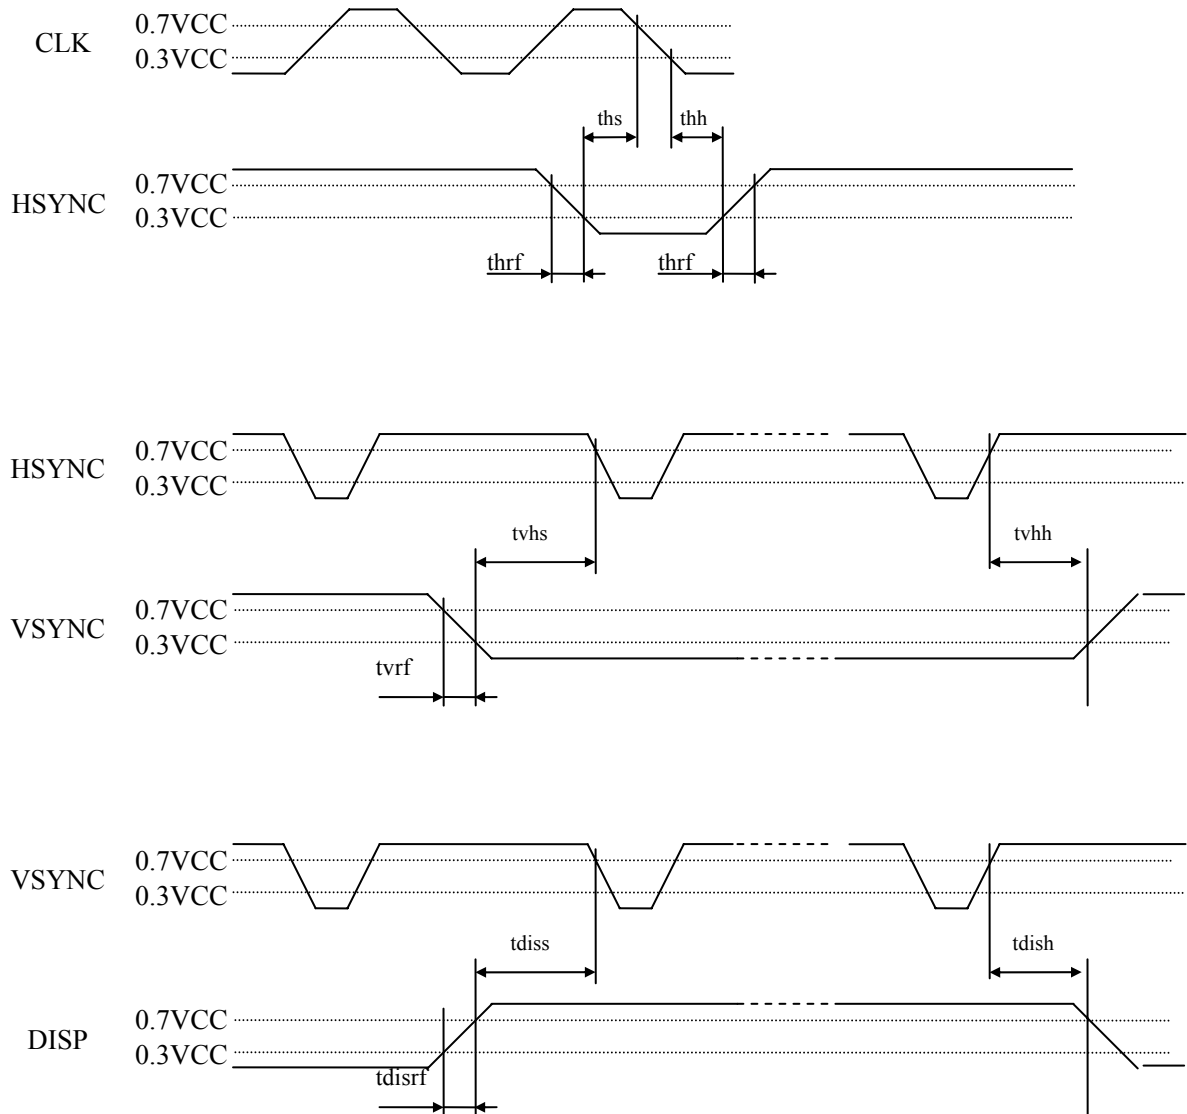 CLK
0.7VCC
0.3VCC
ths
thh
HSYNC
0.7VCC
0.3VCC
thrf
thrf
HSYNC
0.7VCC
0.3VCC
tvhs
tvhh
VSYNC
0.7VCC
0.3VCC
tvrf
VSYNC
0.7VCC
0.3VCC
tdiss
tdish
DISP
0.7VCC
0.3VCC
tdisrf